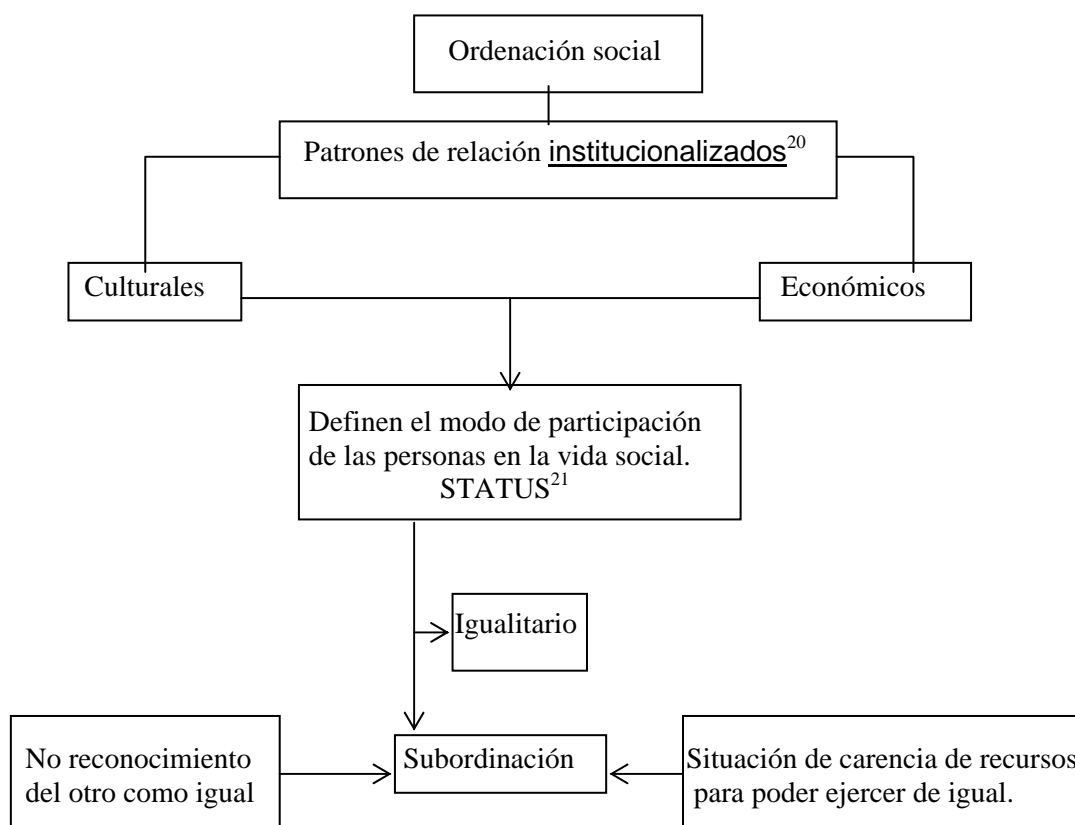 Ordenación social
Patrones de relación institucionalizados²⁰
Culturales
Económicos
Definen el modo de participación
de las personas en la vida social.
STATUS²¹
Igualitario
No reconocimiento
del otro como igual
Subordinación
Situación de carencia de recursos
para poder ejercer de igual.